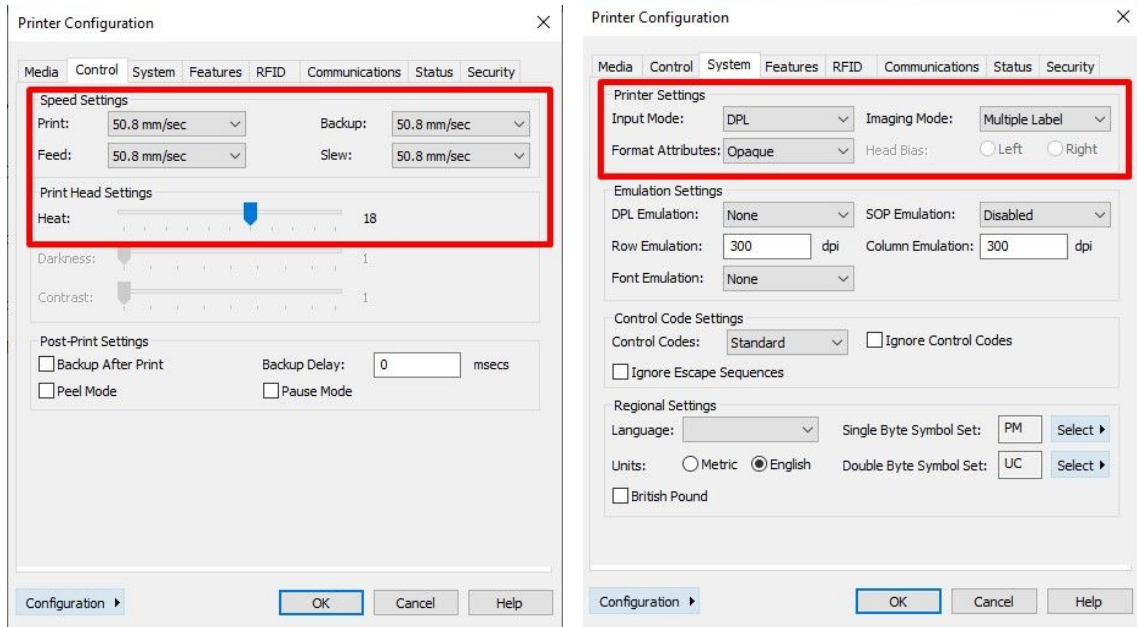 Printer Configuration
Media Control System Features RFID Communications Status Security
Speed Settings
Print: 50.8 mm/sec Backup: 50.8 mm/sec
Feed: 50.8 mm/sec Slew: 50.8 mm/sec
Print Head Settings
Heat: 18
Darkness: 1
Contrast: 1
Post-Print Settings
Backup After Print Backup Delay: 0 msecs
Peel Mode Pause Mode
Configuration OK Cancel Help
Printer Configuration
Media Control System Features RFID Communications Status Security
Printer Settings
Input Mode: DPL Imaging Mode: Multiple Label
Format Attributes: Opaque Head Bias: Left Right
Emulation Settings
DPL Emulation: None SOP Emulation: Disabled
Row Emulation: 300 dpi Column Emulation: 300 dpi
Font Emulation: None
Control Code Settings
Control Codes: Standard Ignore Control Codes
Ignore Escape Sequences
Regional Settings
Language: Single Byte Symbol Set: PM Select
Units: Metric English Double Byte Symbol Set: UC Select
British Pound
Configuration OK Cancel Help